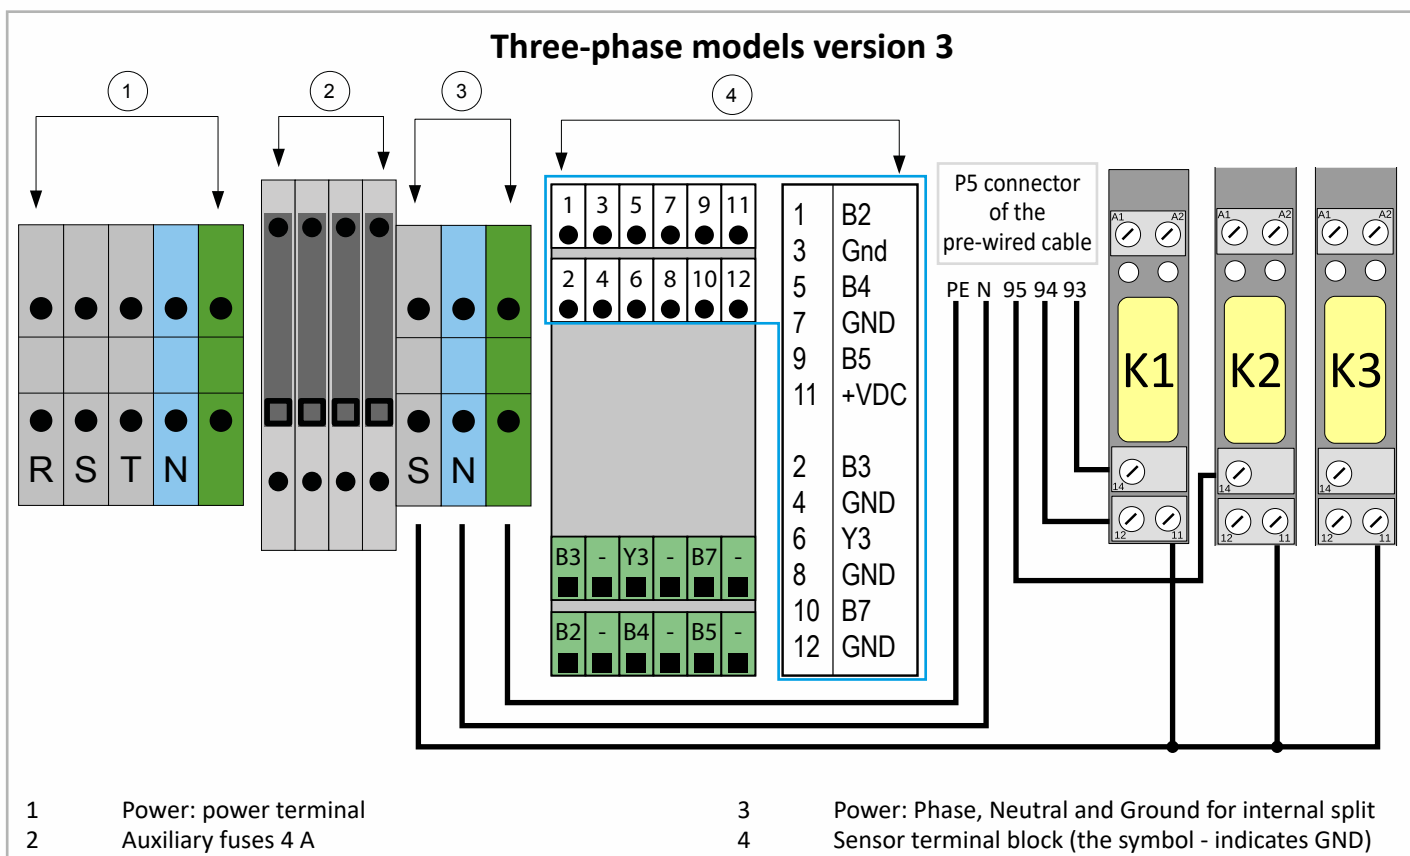 Three-phase models version 3
1 2 3 4
R S T N
S N
1 3 5 7 9 11
2 4 6 8 10 12
B3 - Y3 - B7 -
B2 - B4 - B5 -
1 B2
3 Gnd
5 B4
7 GND
9 B5
11 +VDC
2 B3
4 GND
6 Y3
8 GND
10 B7
12 GND
P5 connector
of the
pre-wired cable
PE N 95 94 93
A1 A2
K1
14
12 11
A1 A2
K2
14
12 11
A1 A2
K3
14
12 11
1 Power: power terminal
2 Auxiliary fuses 4 A
3 Power: Phase, Neutral and Ground for internal split
4 Sensor terminal block (the symbol - indicates GND)